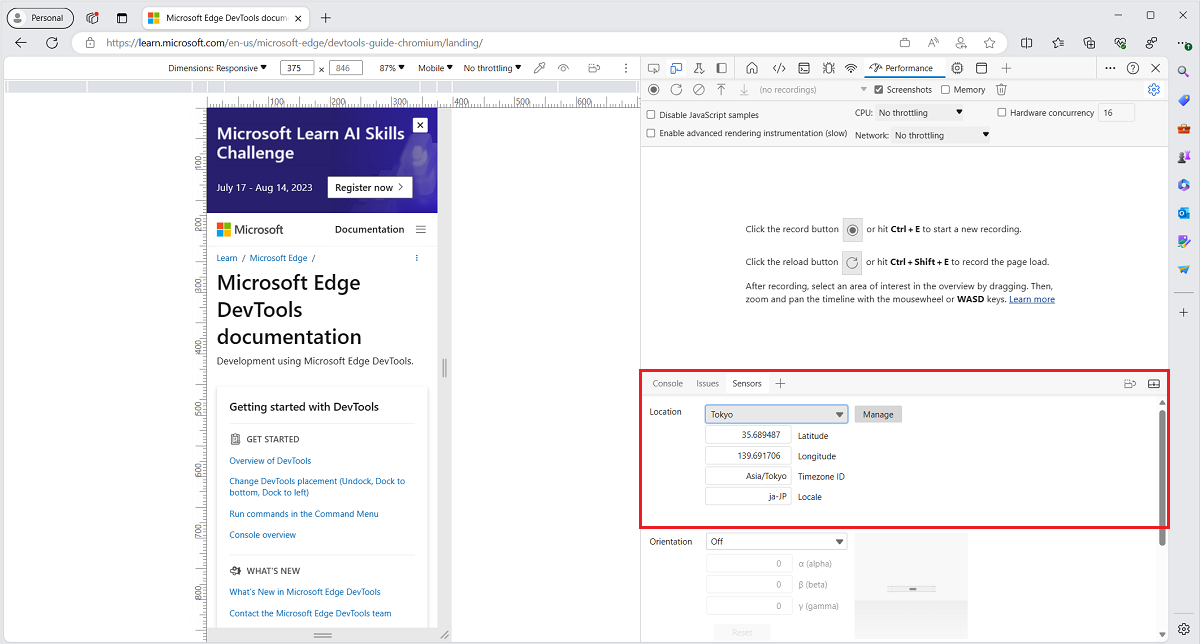 Personal
Microsoft Edge DevTools docum
https://learn.microsoft.com/en-us/microsoft-edge/devtools-guide-chromium/landing/
Dimensions: Responsive
375 x 846
87%
Mobile
No throttling
100 200 300 400 500 600
100
200
300
400
500
600
700
800
Microsoft Learn AI Skills
Challenge
July 17 - Aug 14, 2023
Register now
Microsoft
Documentation
Learn / Microsoft Edge /
Microsoft Edge
DevTools
documentation
Development using Microsoft Edge DevTools.
Getting started with DevTools
GET STARTED
Overview of DevTools
Change DevTools placement (Undock, Dock to
bottom, Dock to left)
Run commands in the Command Menu
Console overview
WHAT'S NEW
What's New in Microsoft Edge DevTools
Contact the Microsoft Edge DevTools team
Performance
(no recordings)
Screenshots
Memory
Disable JavaScript samples
CPU: No throttling
Hardware concurrency 16
Enable advanced rendering instrumentation (slow)
Network: No throttling
Click the record button or hit Ctrl + E to start a new recording.
Click the reload button or hit Ctrl + Shift + E to record the page load.
After recording, select an area of interest in the overview by dragging. Then,
zoom and pan the timeline with the mousewheel or WASD keys. Learn more
Console Issues Sensors
Location
Tokyo
Manage
35.689487 Latitude
139.691706 Longitude
Asia/Tokyo Timezone ID
ja-JP Locale
Orientation
Off
0 α (alpha)
0 β (beta)
0 γ (gamma)
Reset